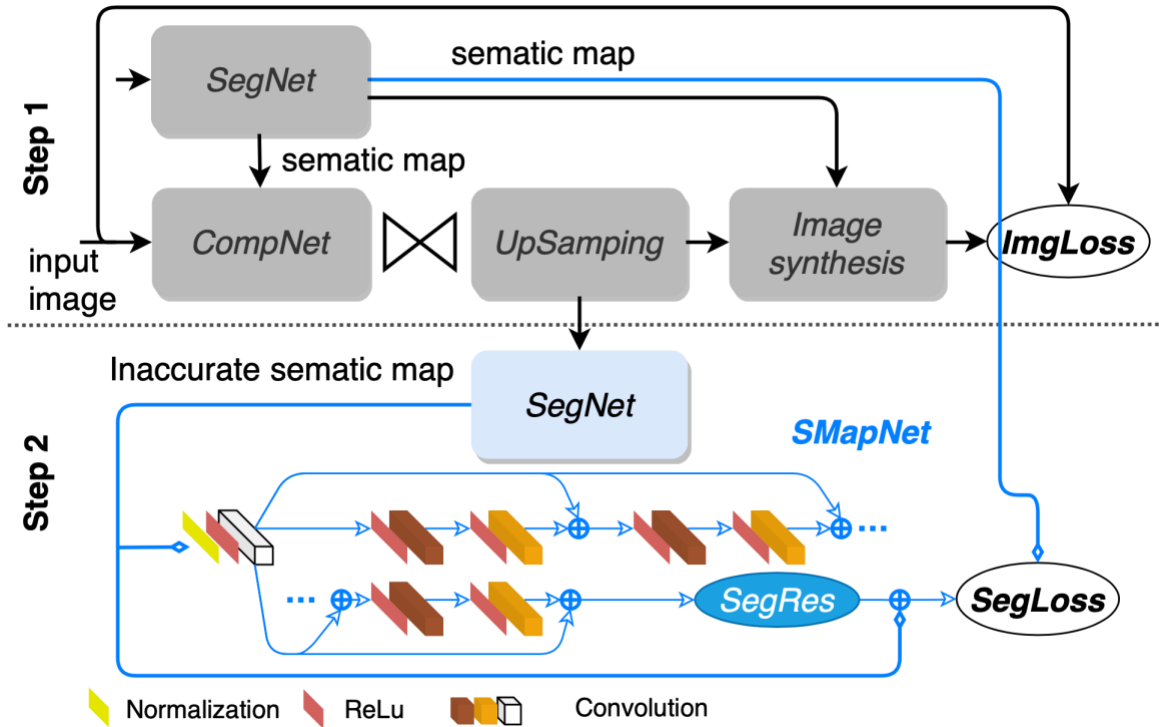 Step 1
sematic map
SegNet
sematic map
CompNet
UpSamping
Image
synthesis
ImgLoss
input
image
Step 2
Inaccurate sematic map
SegNet
SMapNet
...
...
SegRes
SegLoss
Normalization
ReLu
Convolution